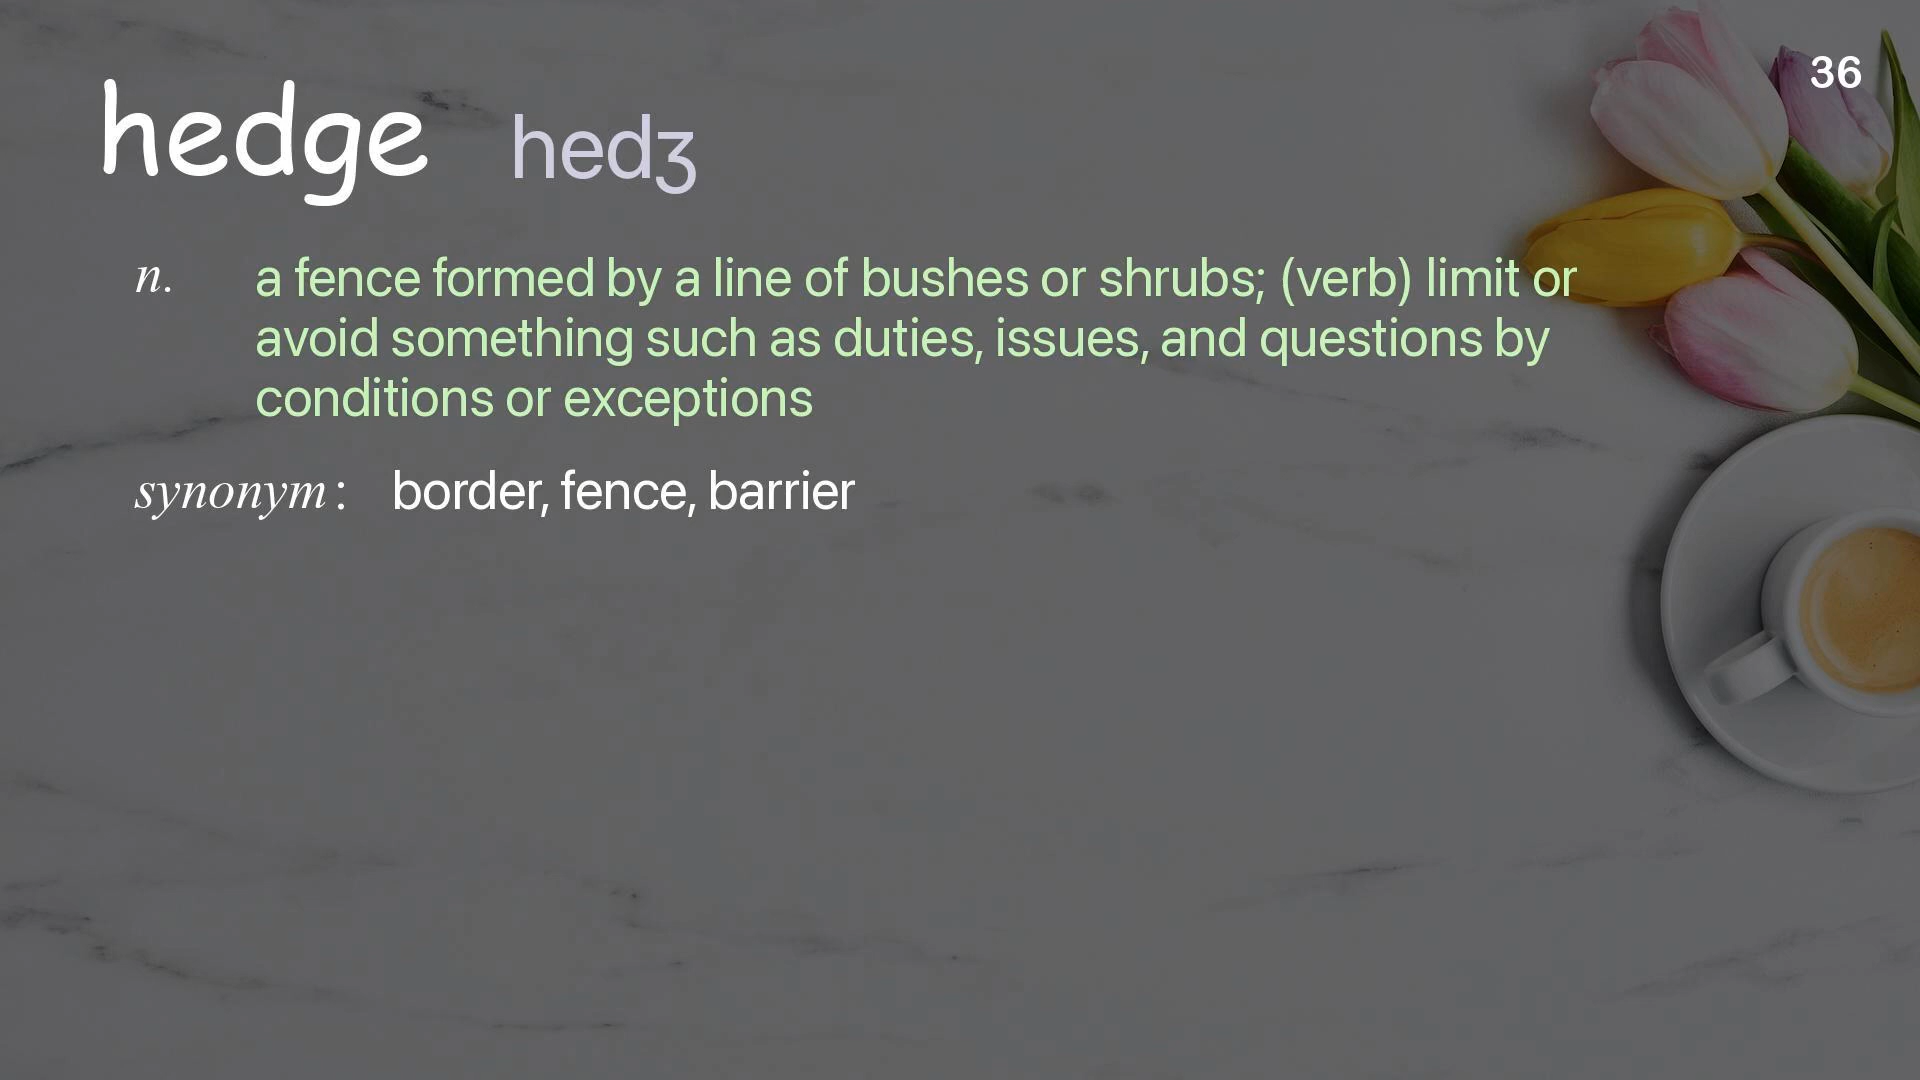 36
hedge hedʒ
n. a fence formed by a line of bushes or shrubs; (verb) limit or
avoid something such as duties, issues, and questions by
conditions or exceptions
synonym: border, fence, barrier